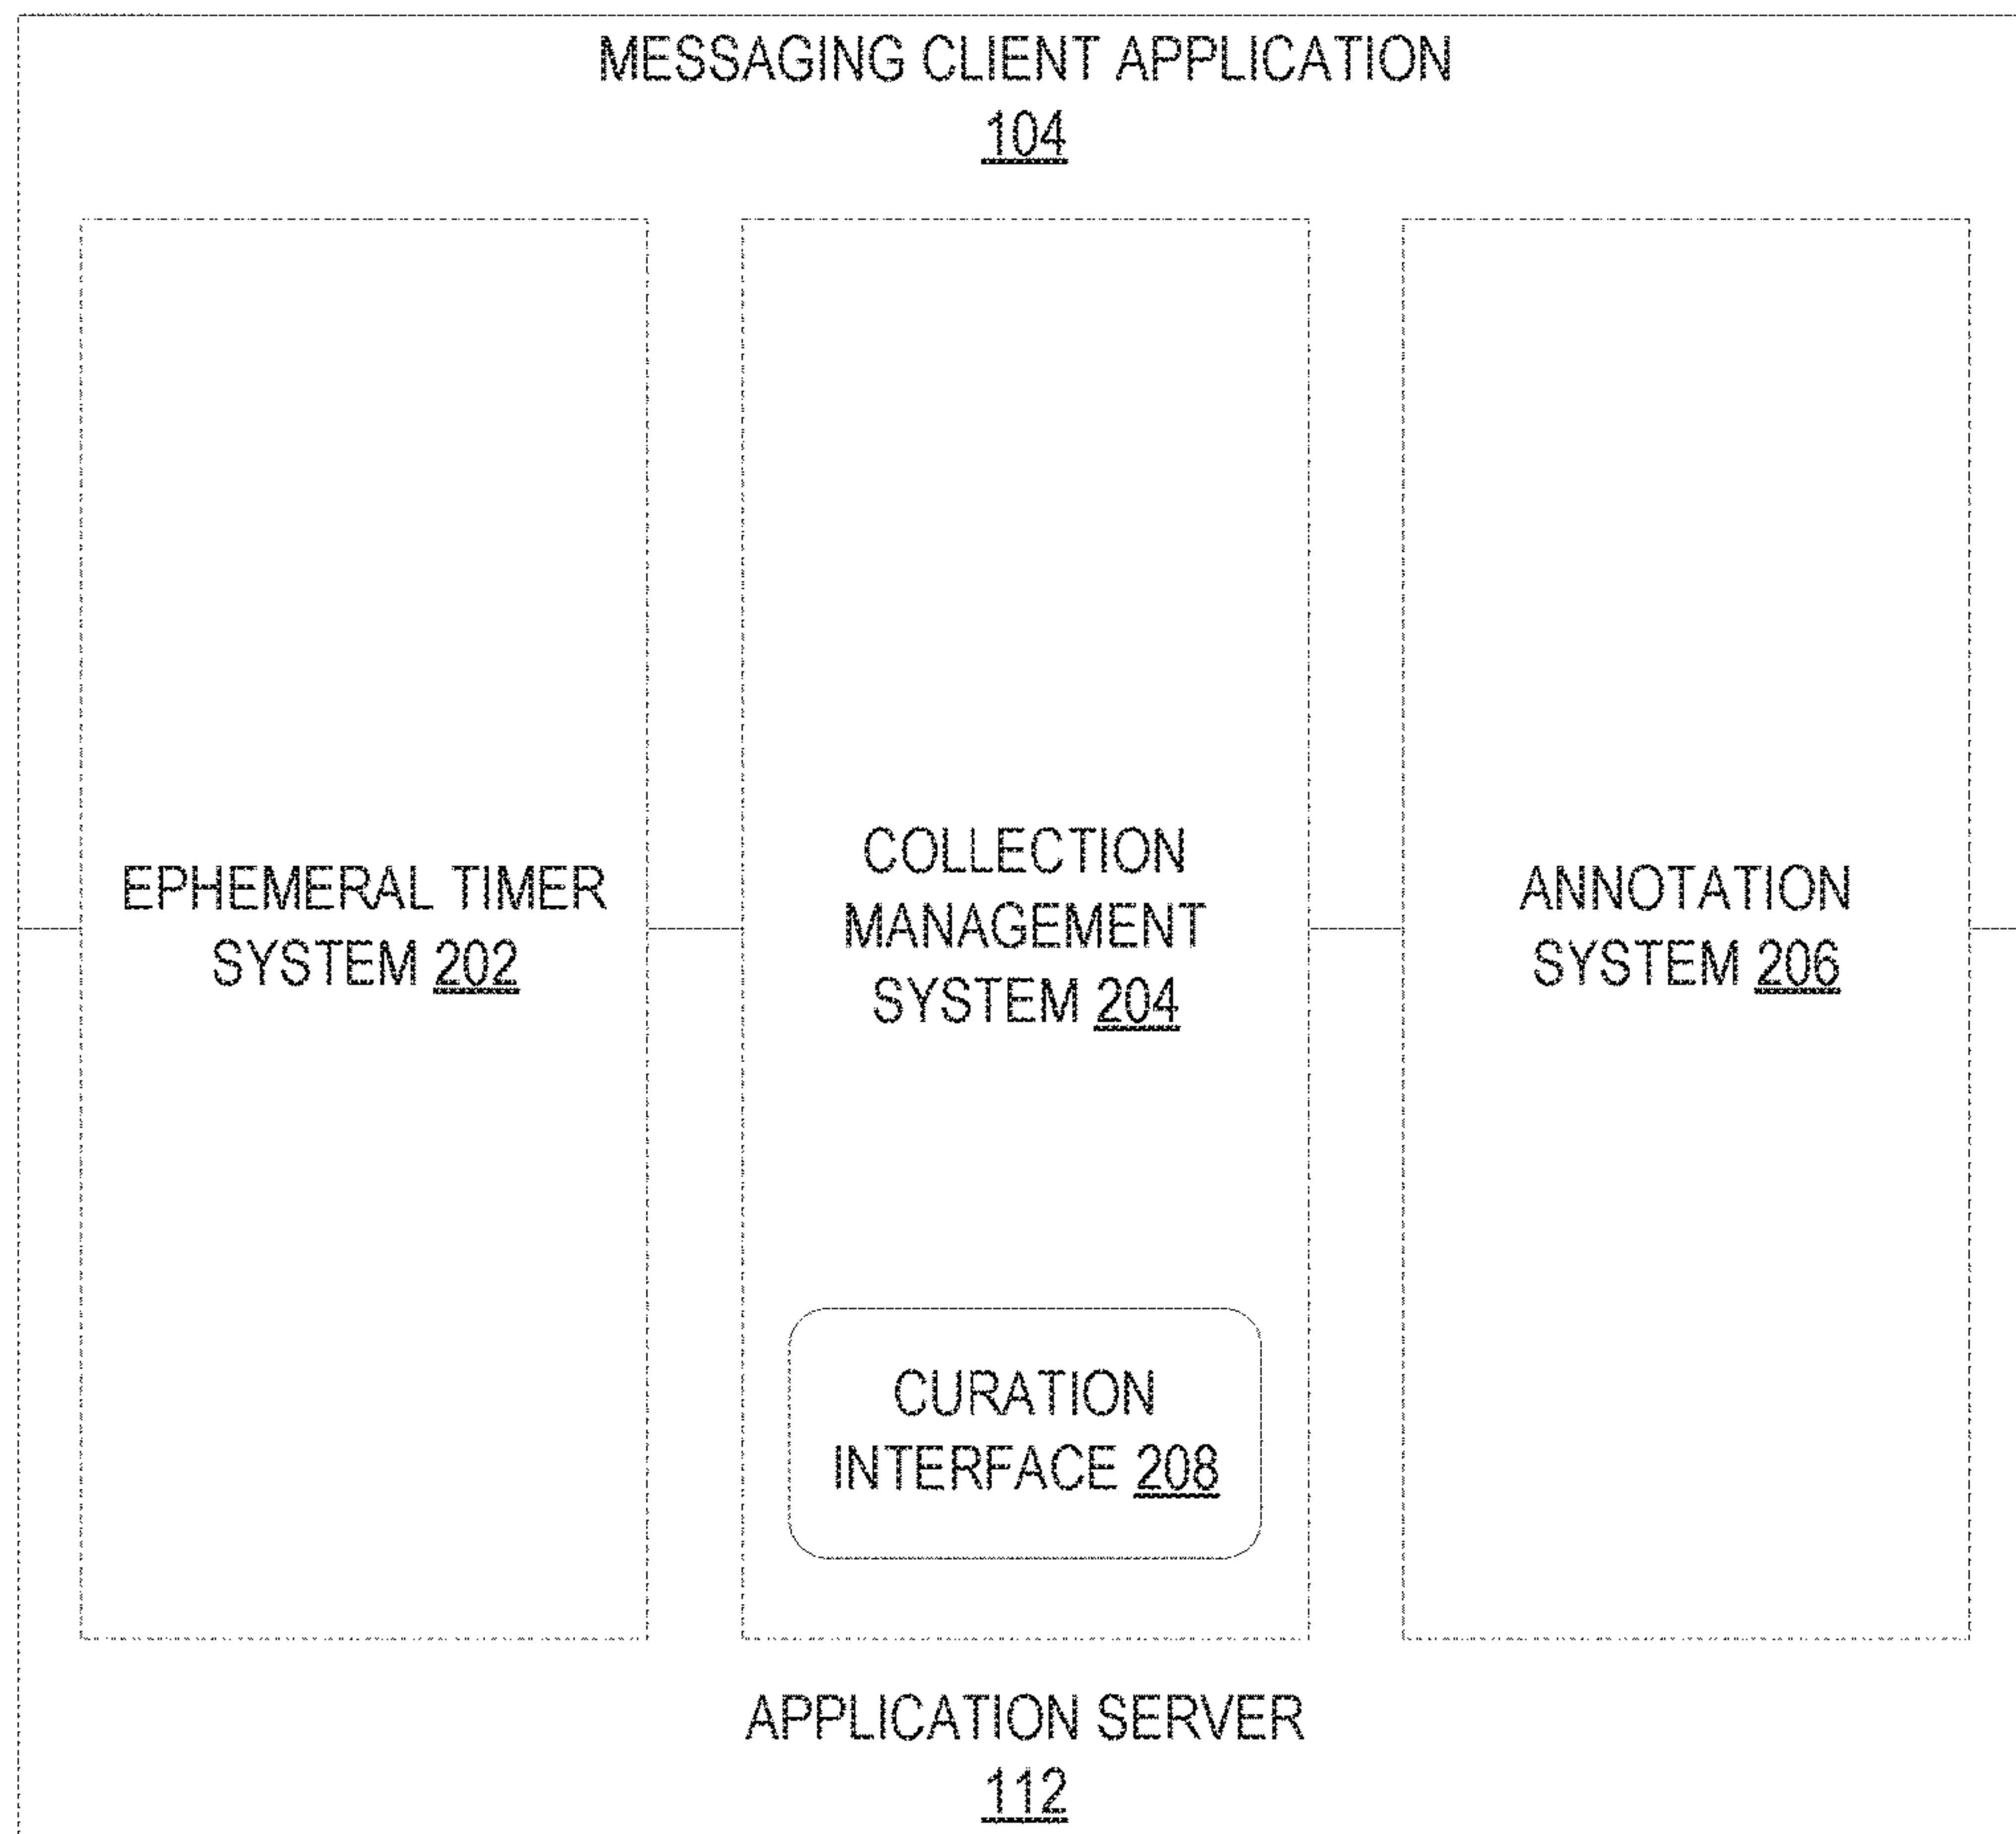 MESSAGING CLIENT APPLICATION
104
EPHEMERAL TIMER
SYSTEM 202
COLLECTION
MANAGEMENT
SYSTEM 204
ANNOTATION
SYSTEM 206
CURATION
INTERFACE 208
APPLICATION SERVER
112